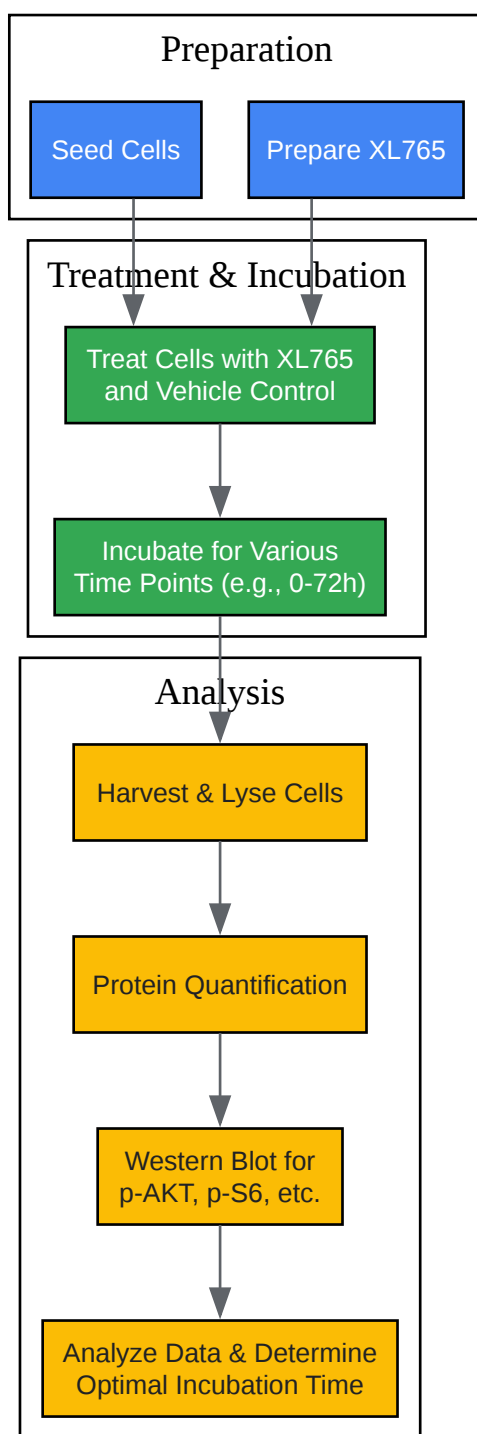 Preparation
Seed Cells
Prepare XL765
Treatment & Incubation
Treat Cells with XL765
and Vehicle Control
Incubate for Various
Time Points (e.g., 0-72h)
Analysis
Harvest & Lyse Cells
Protein Quantification
Western Blot for
p-AKT, p-S6, etc.
Analyze Data & Determine
Optimal Incubation Time